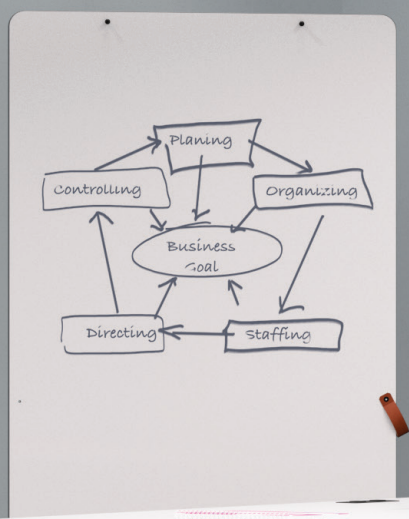 Planing
Controlling
Organizing
Business
Goal
Directing
Staffing